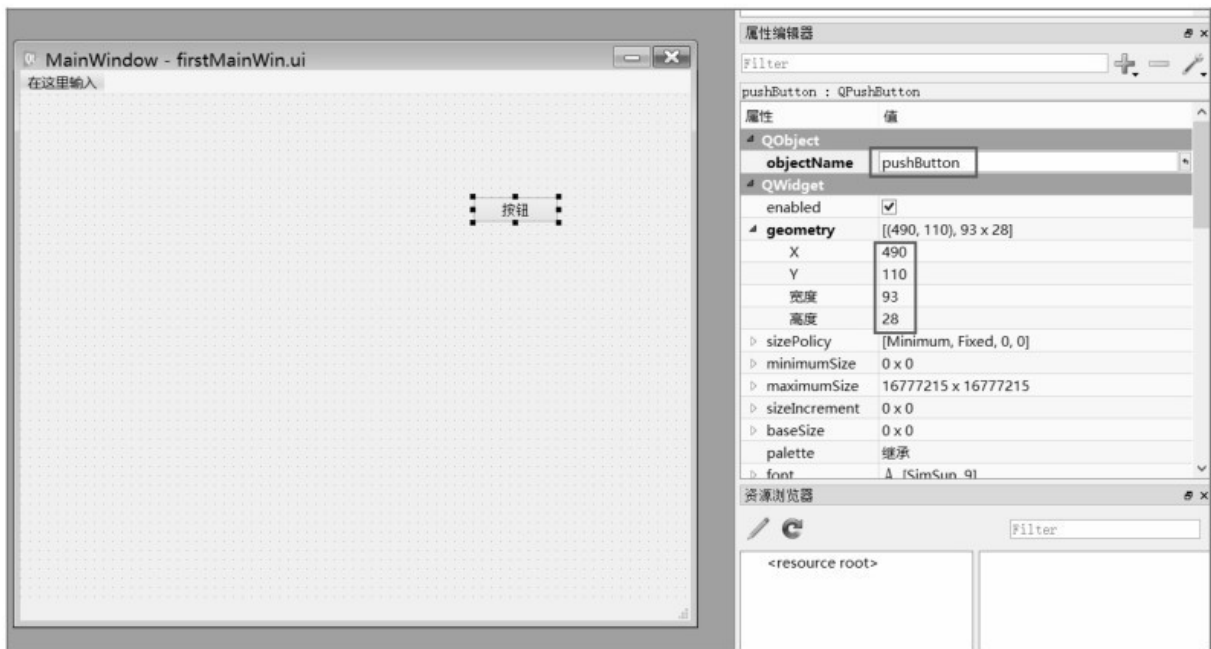 MainWindow - firstMainWin.ui
在这里输入
按钮
属性编辑器
Filter
pushButton : QPushButton
属性 值
QObject
objectName pushButton
QWidget
enabled
geometry [(490, 110), 93 x 28]
X 490
Y 110
宽度 93
高度 28
sizePolicy [Minimum, Fixed, 0, 0]
minimumSize 0 x 0
maximumSize 16777215 x 16777215
sizeIncrement 0 x 0
baseSize 0 x 0
palette 继承
font A [SimSun, 9]
资源浏览器
Filter
<resource root>